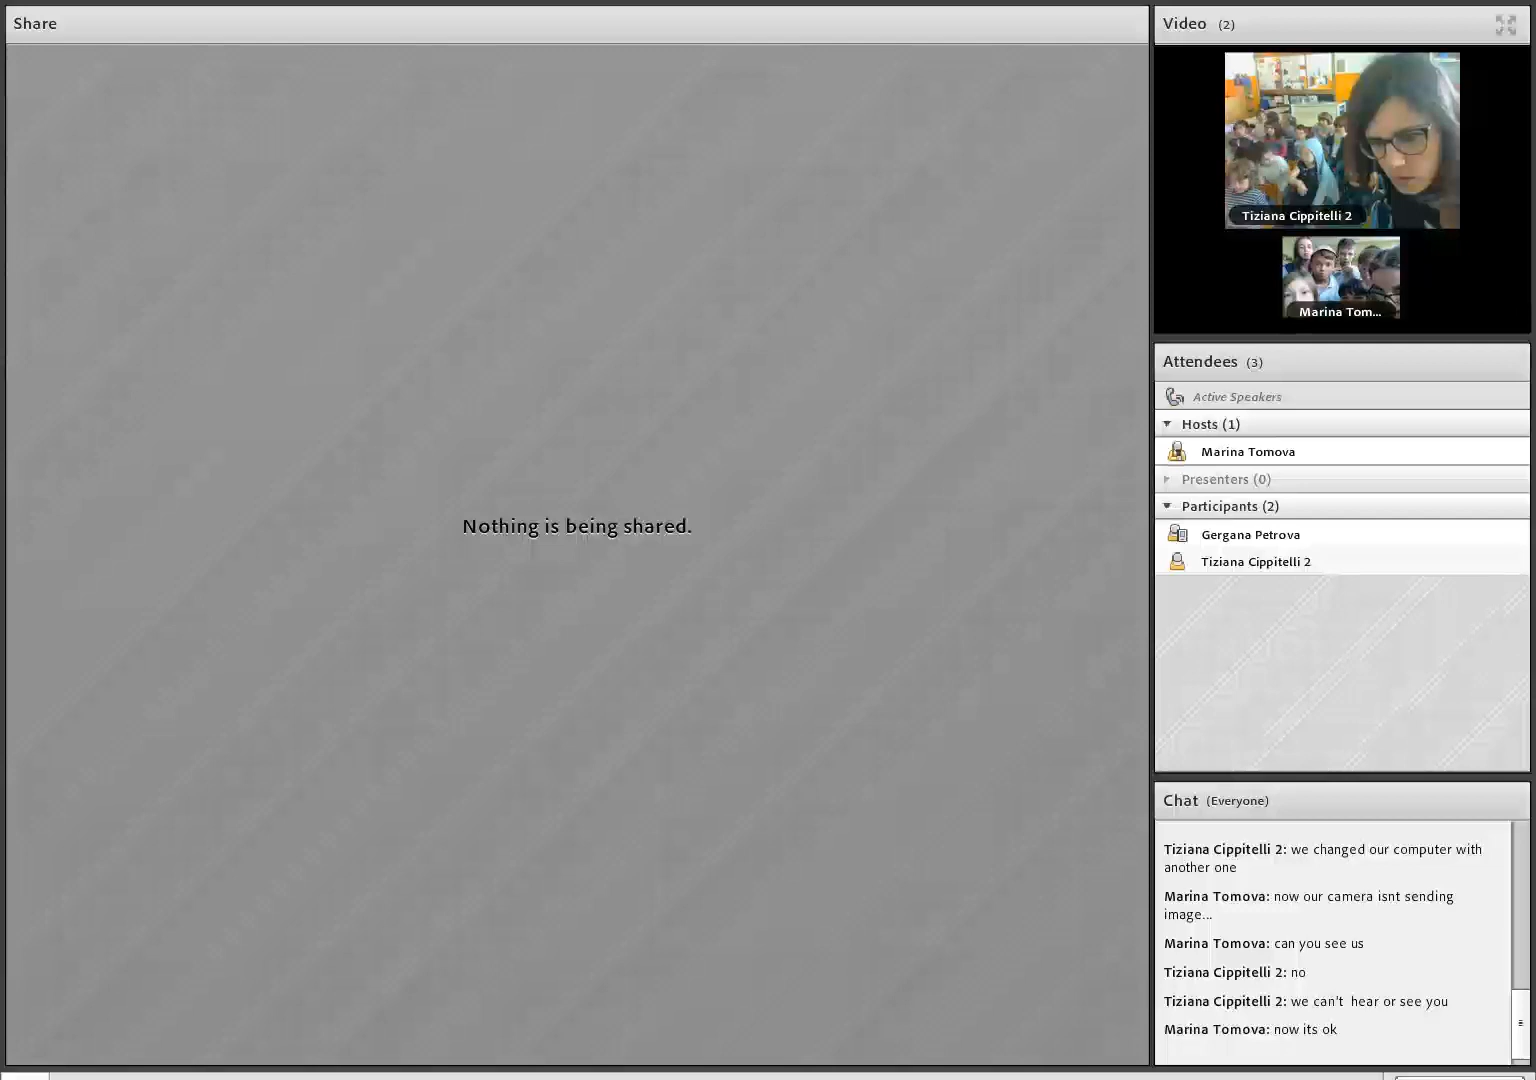 Share
Nothing is being shared.
Video (2)
Tiziana Cippitelli 2
Marina Tom...
Attendees (3)
Active Speakers
Hosts (1)
Marina Tomova
Presenters (0)
Participants (2)
Gergana Petrova
Tiziana Cippitelli 2
Chat (Everyone)
Tiziana Cippitelli 2: we changed our computer with
another one
Marina Tomova: now our camera isnt sending
image...
Marina Tomova: can you see us
Tiziana Cippitelli 2: no
Tiziana Cippitelli 2: we can't hear or see you
Marina Tomova: now its ok